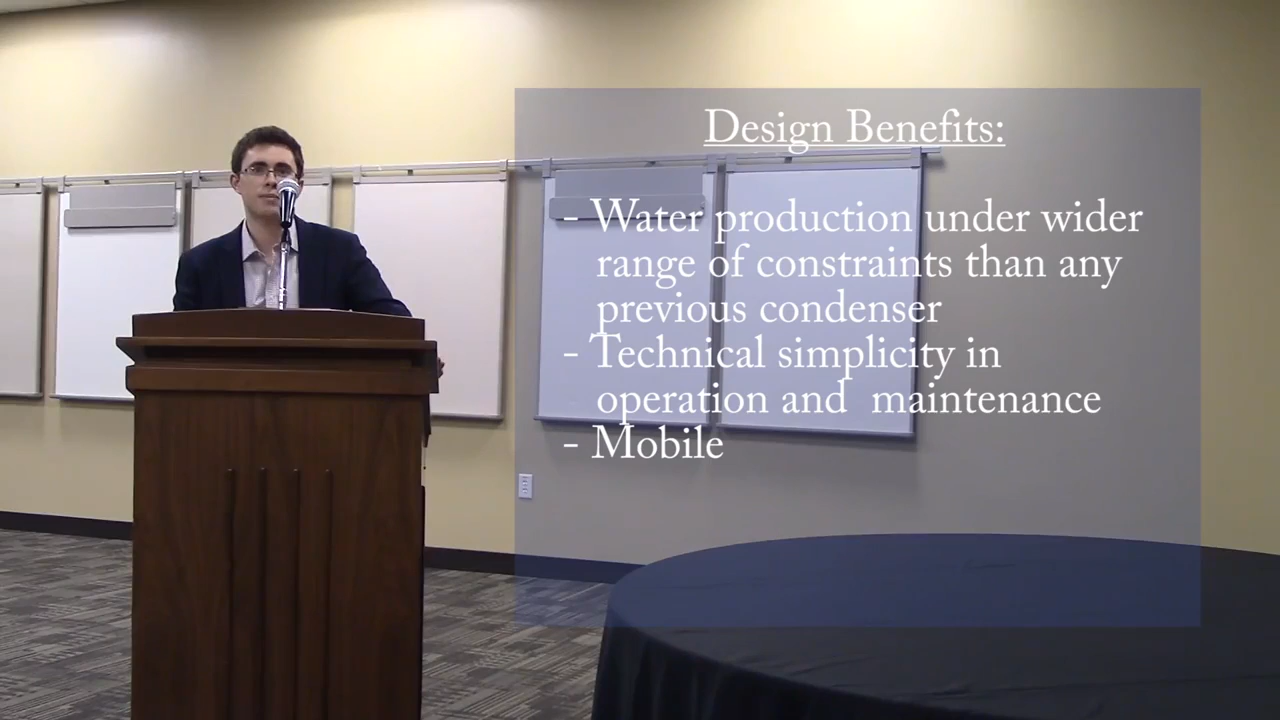 Design Benefits:
- Water production under wider
range of constraints than any
previous condenser
- Technical simplicity in
operation and  maintenance
- Mobile